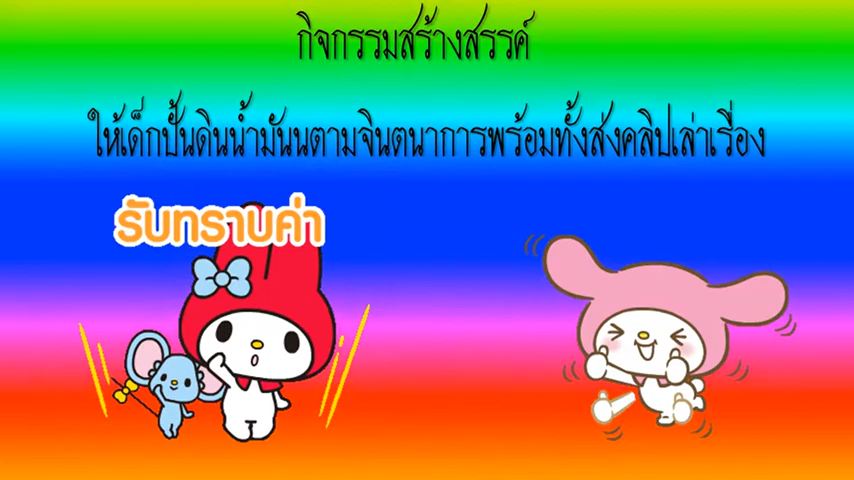 กิจกรรมสร้างสรรค์
ให้เด็กปั้นดินน้ำมันนตามจินตนาการพร้อมทั้งส่งคลิปเล่าเรื่อง
รับทราบค่า